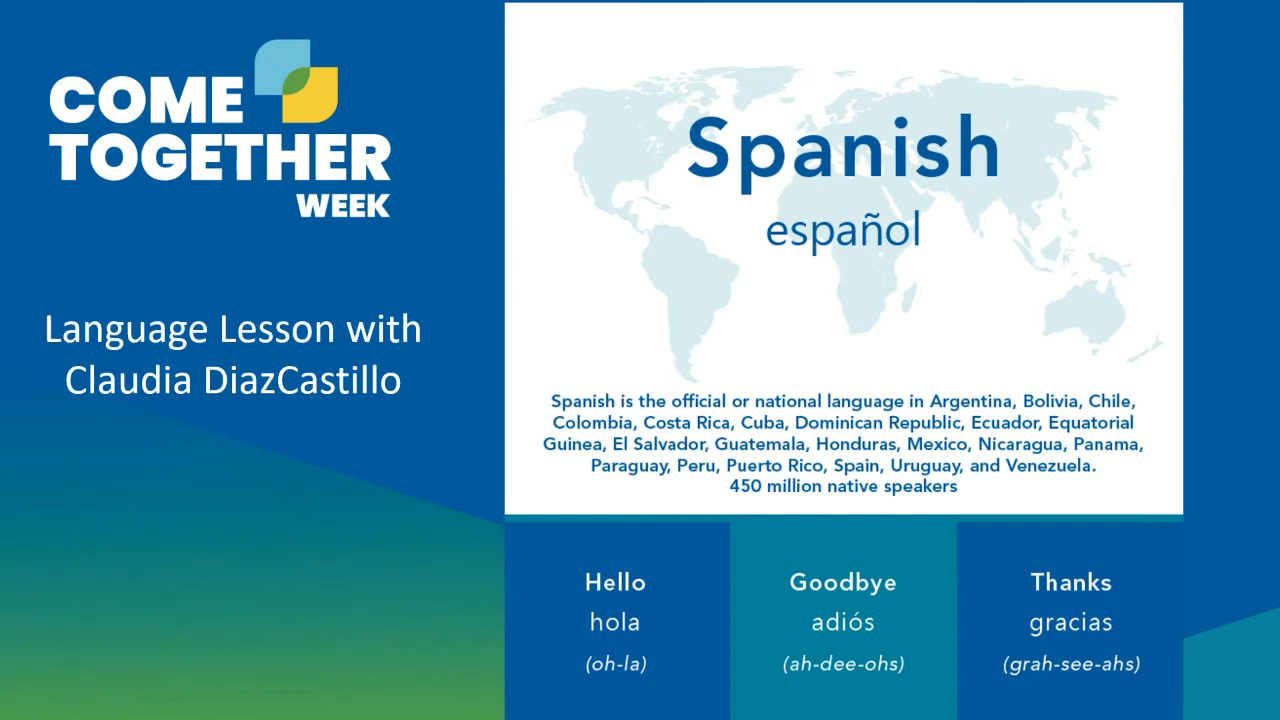 COME
TOGETHER
WEEK
Language Lesson with
Claudia DiazCastillo
Spanish
español
Spanish is the official or national language in Argentina, Bolivia, Chile,
Colombia, Costa Rica, Cuba, Dominican Republic, Ecuador, Equatorial
Guinea, El Salvador, Guatemala, Honduras, Mexico, Nicaragua, Panama,
Paraguay, Peru, Puerto Rico, Spain, Uruguay, and Venezuela.
450 million native speakers
Hello
hola
(oh-la)
Goodbye
adiós
(ah-dee-ohs)
Thanks
gracias
(grah-see-ahs)